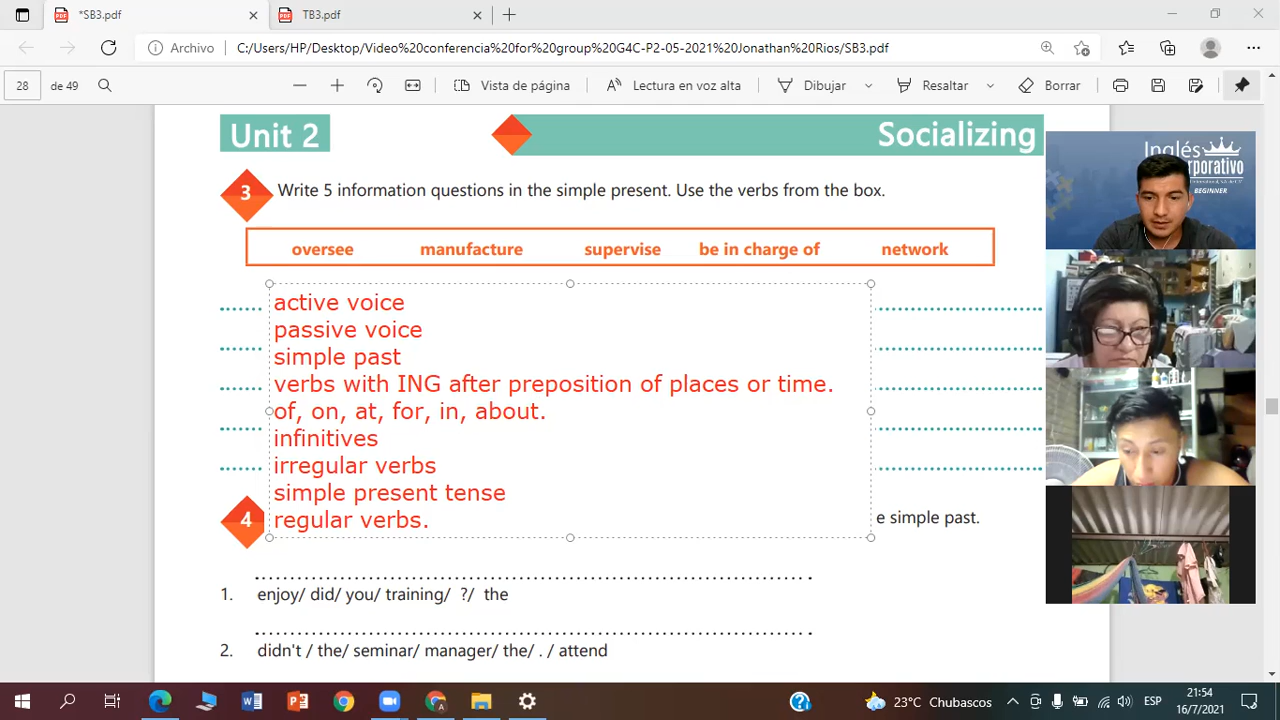 *SB3.pdf
TB3.pdf
Archivo
C:/Users/HP/Desktop/Video%20conferencia%20for%20group%20G4C-P2-05-2021%20Jonathan%20Rios/SB3.pdf
28
de 49
Vista de página
Lectura en voz alta
Dibujar
Resaltar
Borrar
Unit 2
Socializing
3
Write 5 information questions in the simple present. Use the verbs from the box.
oversee manufacture supervise be in charge of network
active voice
passive voice
simple past
verbs with ING after preposition of places or time.
of, on, at, for, in, about.
infinitives
irregular verbs
simple present tense
regular verbs.
4
e simple past.
1. enjoy/ did/ you/ training/ ?/ the
2. didn't / the/ seminar/ manager/ the/ . / attend
Inglés
orporativo
BEGINNER
23°C Chubascos
ESP
21:54
16/7/2021